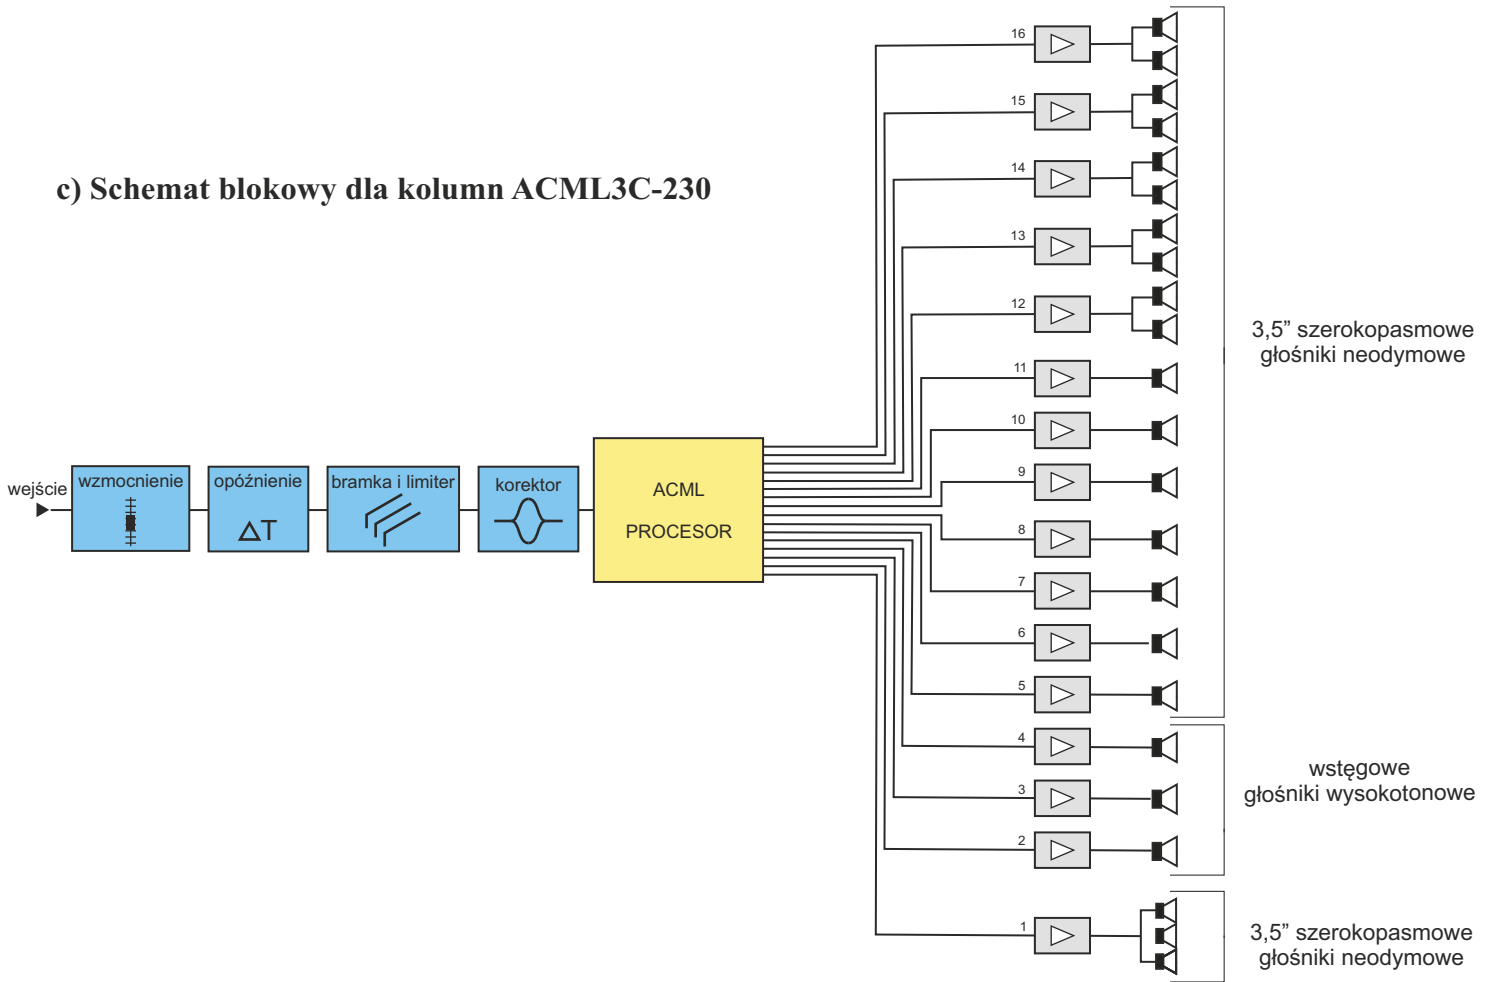 c) Schemat blokowy dla kolumn ACML3C-230
wejście
wzmocnienie
opóźnienie
ΔT
bramka i limiter
korektor
ACML
PROCESOR
16
15
14
13
12
11
10
9
8
7
6
5
4
3
2
1
3,5” szerokopasmowe
głośniki neodymowe
wstęgowe
głośniki wysokotonowe
3,5” szerokopasmowe
głośniki neodymowe